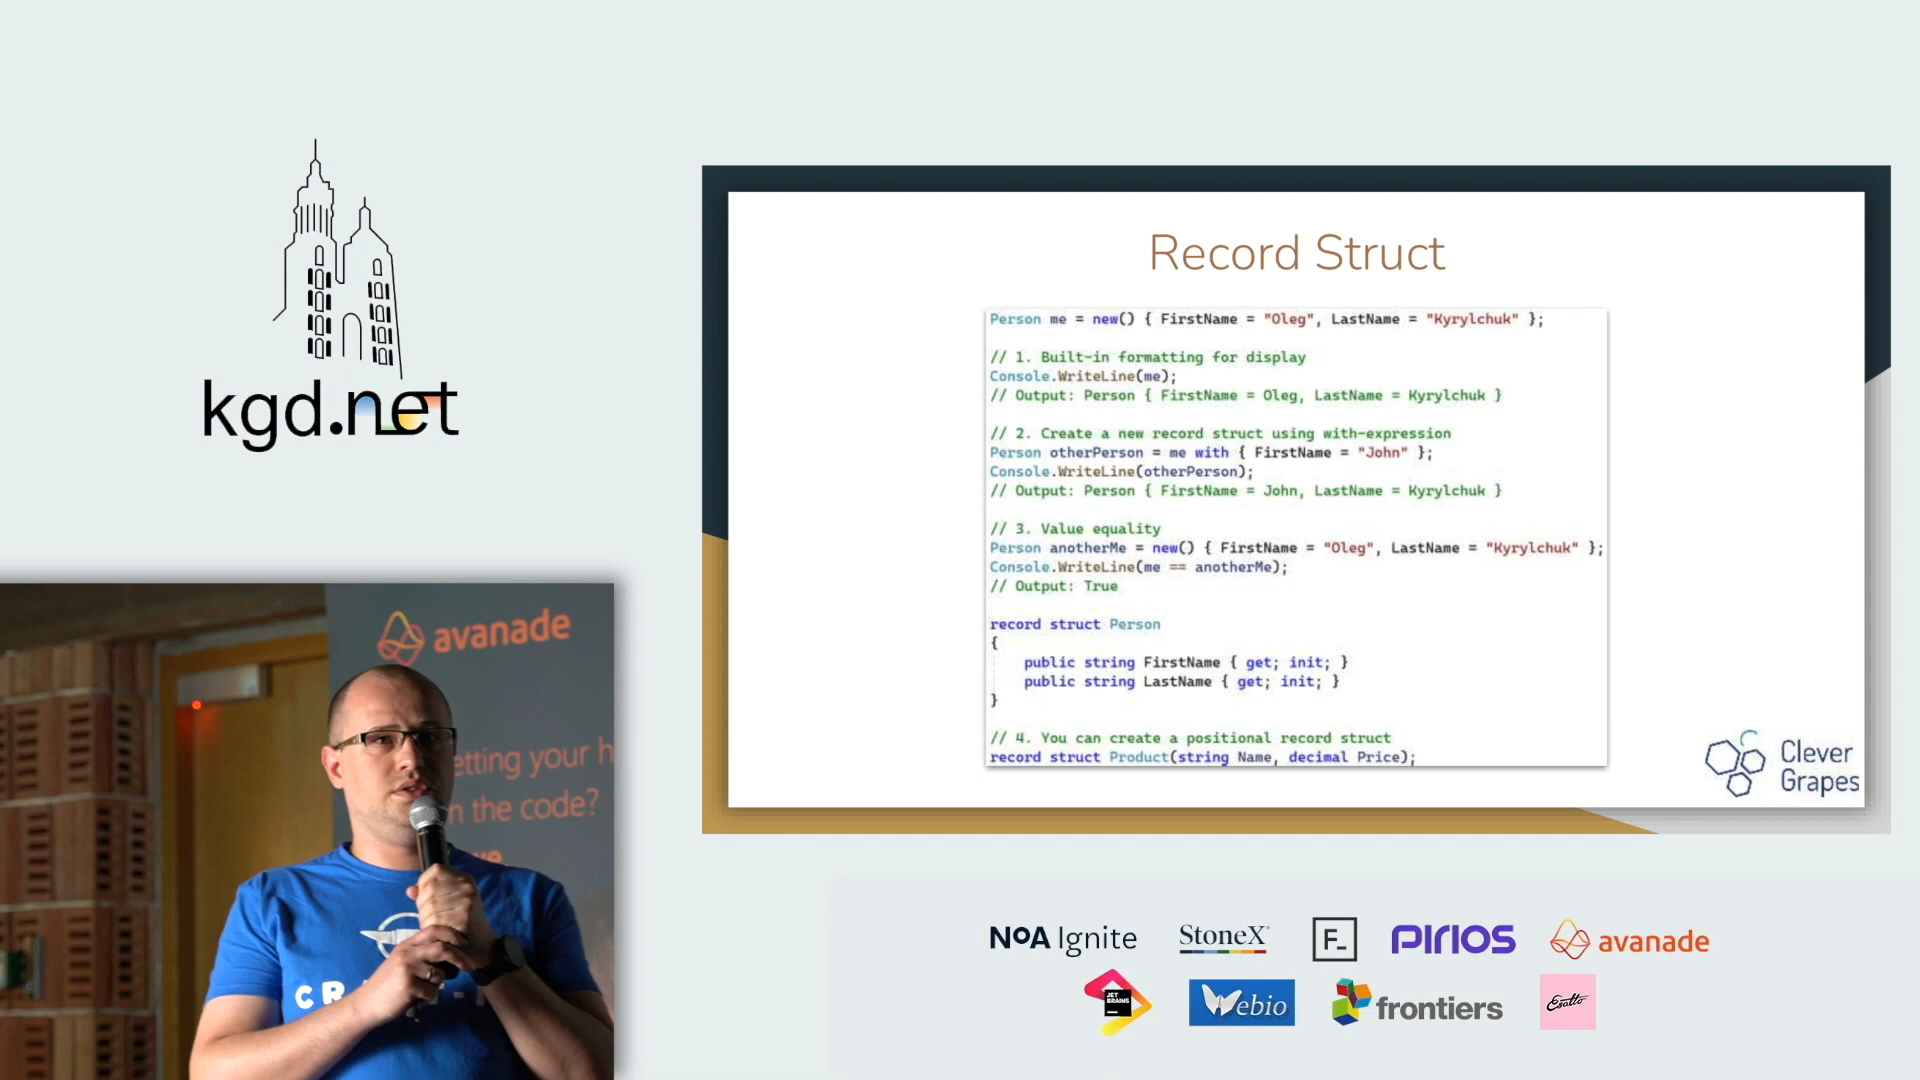 kgd.net
avanade
etting your h
n the code?
Record Struct
Person me = new() { FirstName = "Oleg", LastName = "Kyrylchuk" };
// 1. Built-in formatting for display
Console.WriteLine(me);
// Output: Person { FirstName = Oleg, LastName = Kyrylchuk }
// 2. Create a new record struct using with-expression
Person otherPerson = me with { FirstName = "John" };
Console.WriteLine(otherPerson);
// Output: Person { FirstName = John, LastName = Kyrylchuk }
// 3. Value equality
Person anotherMe = new() { FirstName = "Oleg", LastName = "Kyrylchuk" };
Console.WriteLine(me == anotherMe);
// Output: True
record struct Person
{
public string FirstName { get; init; }
public string LastName { get; init; }
}
// 4. You can create a positional record struct
record struct Product(string Name, decimal Price);
Clever
Grapes
NoA Ignite
StoneX
F_
PIRIOS
avanade
JET
BRAINS
Webio
frontiers
Esatto